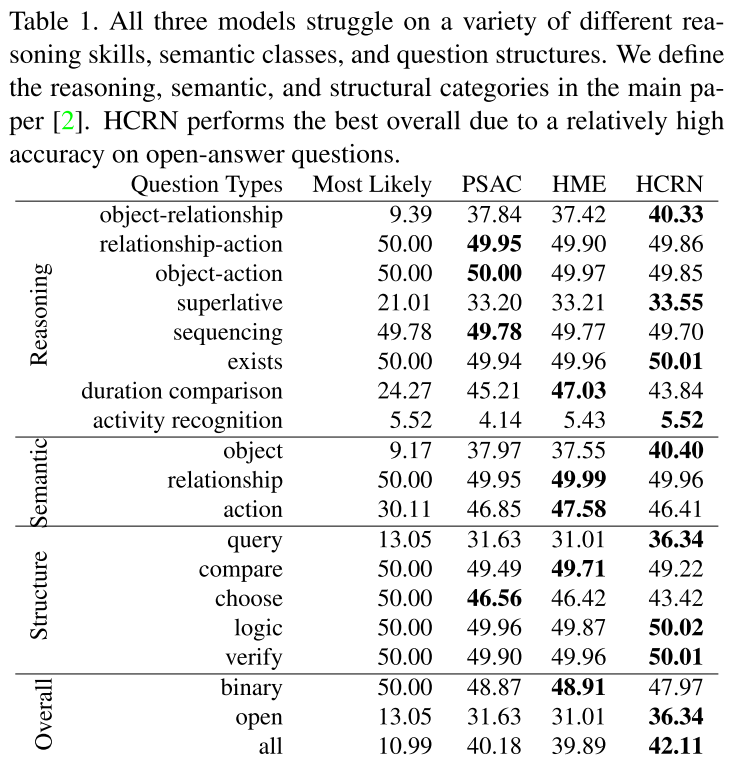 Table 1. All three models struggle on a variety of different rea-
soning skills, semantic classes, and question structures. We define
the reasoning, semantic, and structural categories in the main pa-
per [2]. HCRN performs the best overall due to a relatively high
accuracy on open-answer questions.
Question Types Most Likely PSAC HME HCRN
Reasoning
object-relationship 9.39 37.84 37.42 40.33
relationship-action 50.00 49.95 49.90 49.86
object-action 50.00 50.00 49.97 49.85
superlative 21.01 33.20 33.21 33.55
sequencing 49.78 49.78 49.77 49.70
exists 50.00 49.94 49.96 50.01
duration comparison 24.27 45.21 47.03 43.84
activity recognition 5.52 4.14 5.43 5.52
Semantic
object 9.17 37.97 37.55 40.40
relationship 50.00 49.95 49.99 49.96
action 30.11 46.85 47.58 46.41
Structure
query 13.05 31.63 31.01 36.34
compare 50.00 49.49 49.71 49.22
choose 50.00 46.56 46.42 43.42
logic 50.00 49.96 49.87 50.02
verify 50.00 49.90 49.96 50.01
Overall
binary 50.00 48.87 48.91 47.97
open 13.05 31.63 31.01 36.34
all 10.99 40.18 39.89 42.11